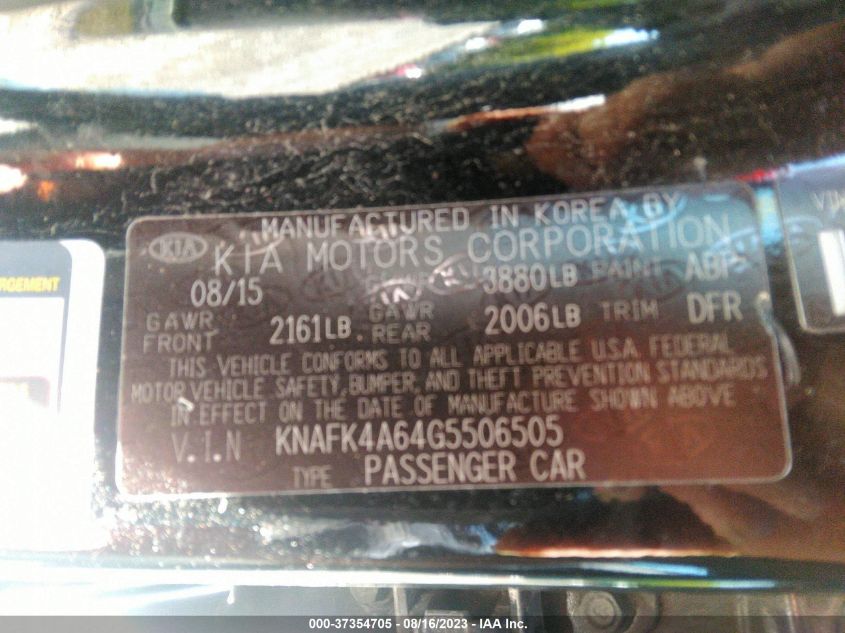 MANUFACTURED IN KOREA BY
KIA KIA MOTORS CORPORATION
08/15 3880LB PAINT ABP
GAWR FRONT 2161LB GAWR REAR 2006LB TRIM DFR
THIS VEHICLE CONFORMS TO ALL APPLICABLE U.S.A. FEDERAL
MOTOR VEHICLE SAFETY, BUMPER, AND THEFT PREVENTION STANDARDS
IN EFFECT ON THE DATE OF MANUFACTURE SHOWN ABOVE
V.I.N KNAFK4A64G5506505
TYPE PASSENGER CAR
000-37354705 - 08/16/2023 - IAA Inc.